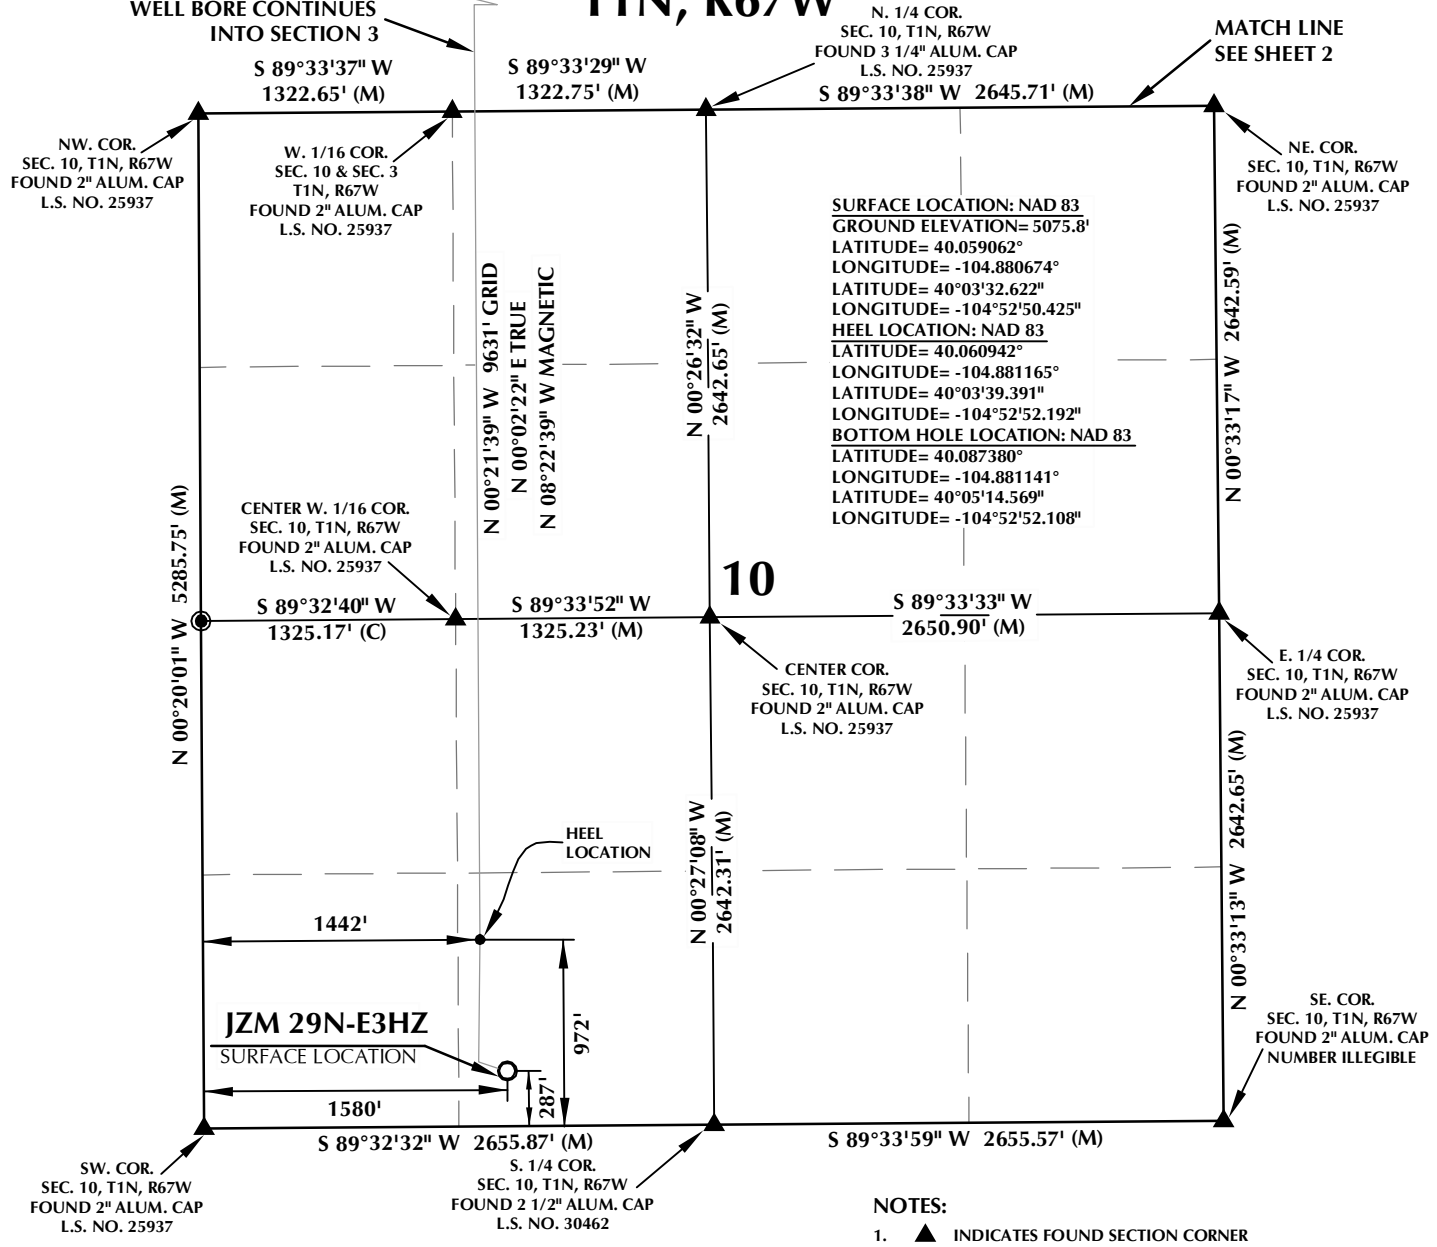 WELL BORE CONTINUES
INTO SECTION 3
T1N, R67W
N. 1/4 COR.
SEC. 10, T1N, R67W
FOUND 3 1/4" ALUM. CAP
L.S. NO. 25937
MATCH LINE
SEE SHEET 2
S 89°33'37" W
1322.65' (M)
S 89°33'29" W
1322.75' (M)
S 89°33'38" W 2645.71' (M)
NW. COR.
SEC. 10, T1N, R67W
FOUND 2" ALUM. CAP
L.S. NO. 25937
W. 1/16 COR.
SEC. 10 & SEC. 3
T1N, R67W
FOUND 2" ALUM. CAP
L.S. NO. 25937
NE. COR.
SEC. 10, T1N, R67W
FOUND 2" ALUM. CAP
L.S. NO. 25937
SURFACE LOCATION: NAD 83
GROUND ELEVATION= 5075.8'
LATITUDE= 40.059062°
LONGITUDE= -104.880674°
LATITUDE= 40°03'32.622"
LONGITUDE= -104°52'50.425"
HEEL LOCATION: NAD 83
LATITUDE= 40.060942°
LONGITUDE= -104.881165°
LATITUDE= 40°03'39.391"
LONGITUDE= -104°52'52.192"
BOTTOM HOLE LOCATION: NAD 83
LATITUDE= 40.087380°
LONGITUDE= -104.881141°
LATITUDE= 40°05'14.569"
LONGITUDE= -104°52'52.108"
N 00°21'39" W 9631' GRID
N 00°02'22" E TRUE
N 08°22'39" W MAGNETIC
N 00°26'32" W
2642.65' (M)
N 00°33'17" W 2642.59' (M)
N 00°20'01" W 5285.75' (M)
CENTER W. 1/16 COR.
SEC. 10, T1N, R67W
FOUND 2" ALUM. CAP
L.S. NO. 25937
10
S 89°32'40" W
1325.17' (C)
S 89°33'52" W
1325.23' (M)
S 89°33'33" W
2650.90' (M)
CENTER COR.
SEC. 10, T1N, R67W
FOUND 2" ALUM. CAP
L.S. NO. 25937
E. 1/4 COR.
SEC. 10, T1N, R67W
FOUND 2" ALUM. CAP
L.S. NO. 25937
HEEL
LOCATION
N 00°27'08" W
2642.31' (M)
N 00°33'13" W 2642.65' (M)
1442'
972'
JZM 29N-E3HZ
SURFACE LOCATION
1580'
287'
SE. COR.
SEC. 10, T1N, R67W
FOUND 2" ALUM. CAP
NUMBER ILLEGIBLE
S 89°32'32" W 2655.87' (M)
S 89°33'59" W 2655.57' (M)
SW. COR.
SEC. 10, T1N, R67W
FOUND 2" ALUM. CAP
L.S. NO. 25937
S. 1/4 COR.
SEC. 10, T1N, R67W
FOUND 2 1/2" ALUM. CAP
L.S. NO. 30462
NOTES:
1. ▲ INDICATES FOUND SECTION CORNER